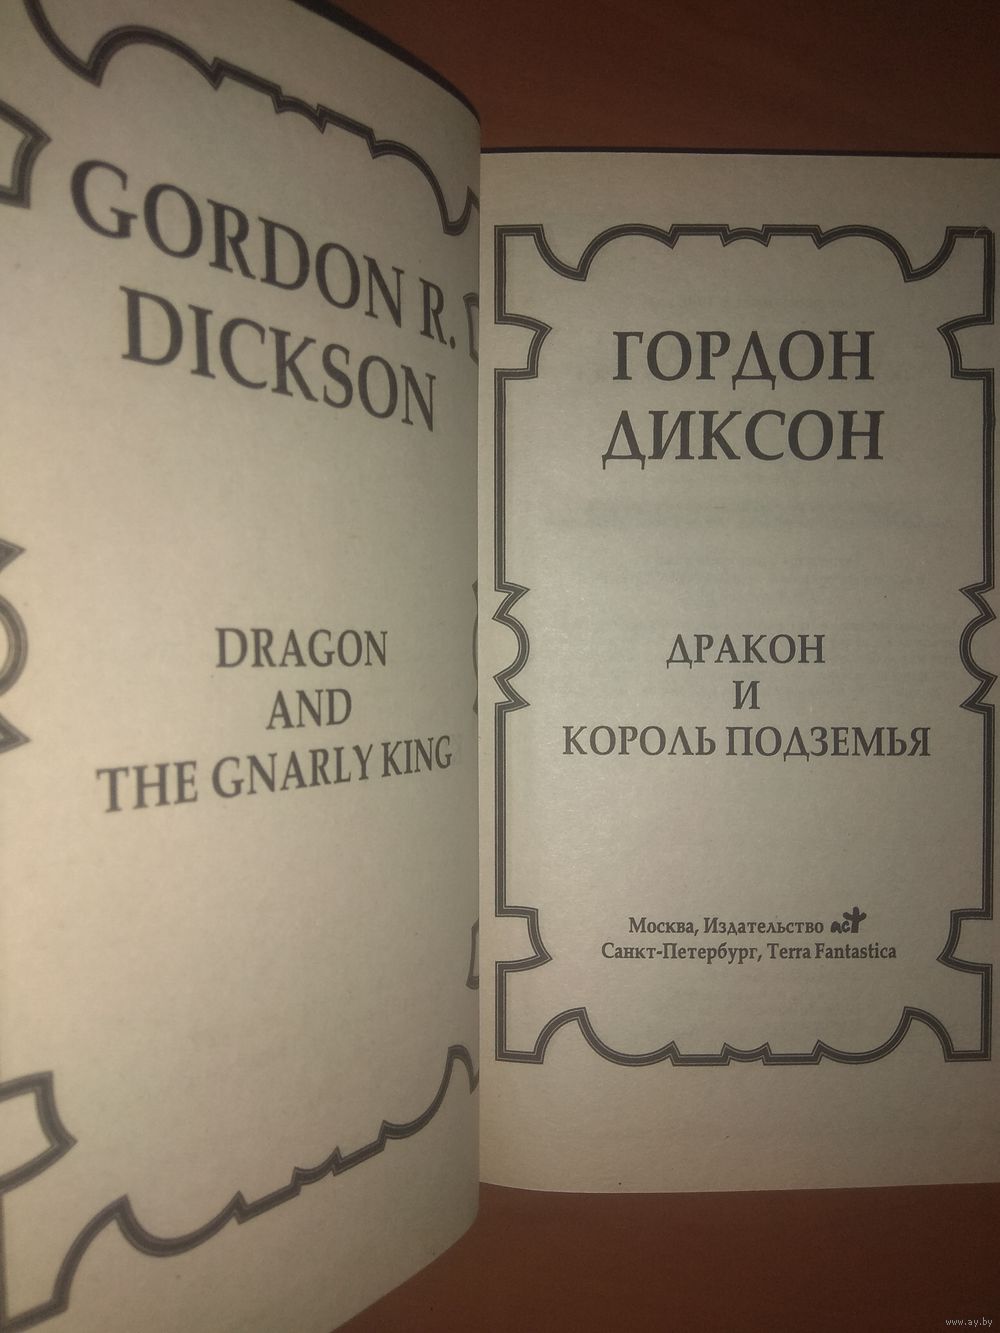 GORDON R.
DICKSON
DRAGON
AND
THE GNARLY KING
ГОРДОН
ДИКСОН
ДРАКОН
И
КОРОЛЬ ПОДЗЕМЬЯ
Москва, Издательство аст
Санкт-Петербург, Terra Fantastica
www.ay.by